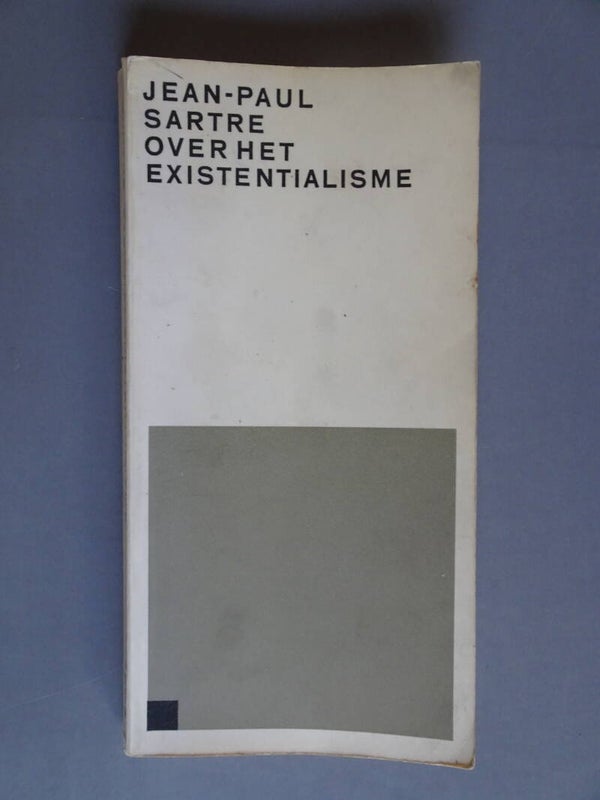 JEAN-PAUL
SARTRE
OVER HET
EXISTENTIALISME